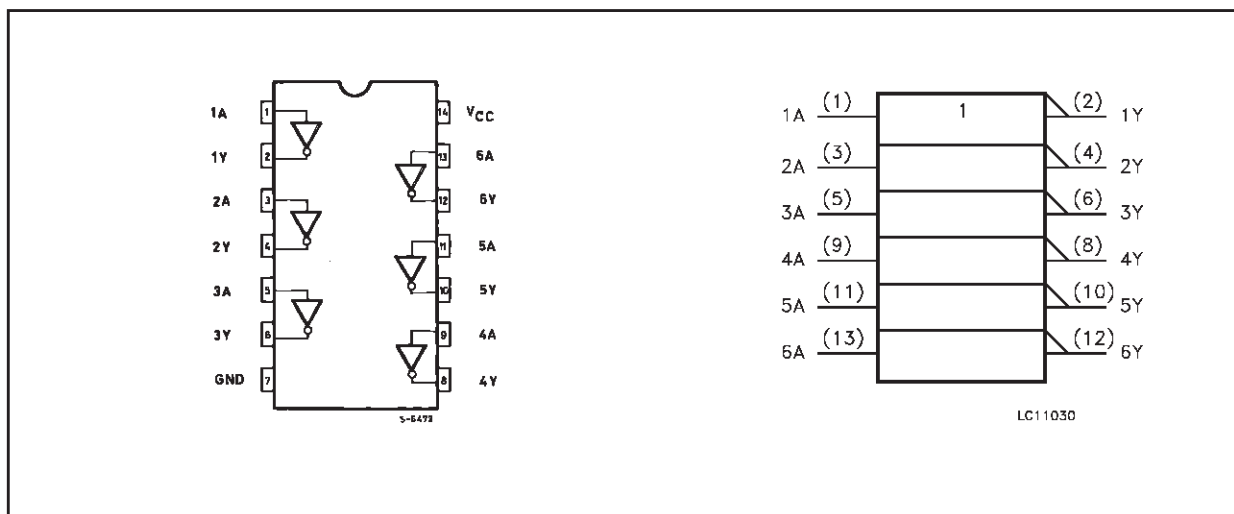 1A 1 14 VCC
1Y 2 13 6A
2A 3 12 6Y
2Y 4 11 5A
3A 5 10 5Y
3Y 6 9 4A
GND 7 8 4Y
S-6473
1A (1) 1 (2) 1Y
2A (3) (4) 2Y
3A (5) (6) 3Y
4A (9) (8) 4Y
5A (11) (10) 5Y
6A (13) (12) 6Y
LC11030